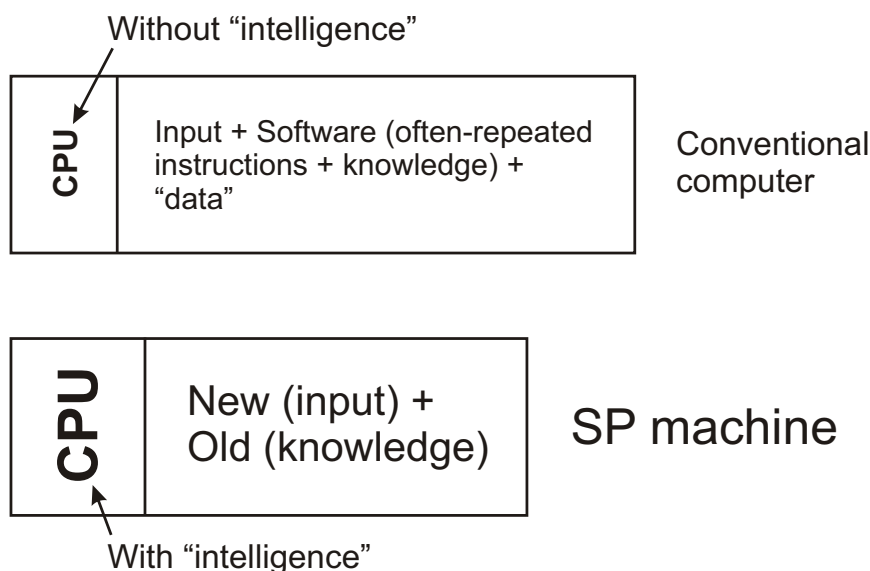 Without “intelligence”
CPU
Input + Software (often-repeated
instructions + knowledge) +
“data”
Conventional
computer
CPU
New (input) +
Old (knowledge)
SP machine
With “intelligence”